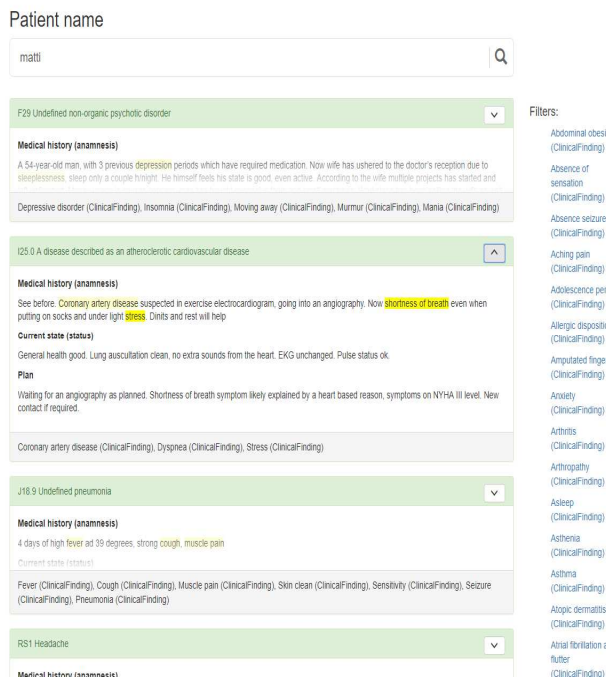 Patient name
matti
F29 Undefined non-organic psychotic disorder
Medical history (anamnesis)
A 54-year-old man, with 3 previous depression periods which have required medication. Now wife has ushered to the doctor's reception due to
sleeplessness, sleep only a couple h/night. He himself feels his state is good, even active. According to the wife multiple projects has started and
Depressive disorder (ClinicalFinding), Insomnia (ClinicalFinding), Moving away (ClinicalFinding), Murmur (ClinicalFinding), Mania (ClinicalFinding)
I25.0 A disease described as an atheroclerotic cardiovascular disease
Medical history (anamnesis)
See before. Coronary artery disease suspected in exercise electrocardiogram, going into an angiography. Now shortness of breath even when
putting on socks and under light stress. Dinits and rest will help
Current state (status)
General health good. Lung auscultation clean, no extra sounds from the heart. EKG unchanged. Pulse status ok.
Plan
Waiting for an angiography as planned. Shortness of breath symptom likely explained by a heart based reason, symptoms on NYHA III level. New
contact if required.
Coronary artery disease (ClinicalFinding), Dyspnea (ClinicalFinding), Stress (ClinicalFinding)
J18.9 Undefined pneumonia
Medical history (anamnesis)
4 days of high fever ad 39 degrees, strong cough, muscle pain
Current state (status)
Fever (ClinicalFinding), Cough (ClinicalFinding), Muscle pain (ClinicalFinding), Skin clean (ClinicalFinding), Sensitivity (ClinicalFinding), Seizure
(ClinicalFinding), Pneumonia (ClinicalFinding)
RS1 Headache
Medical history (anamnesis)
Filters:
Abdominal obesi
(ClinicalFinding)
Absence of
sensation
(ClinicalFinding)
Absence seizure
(ClinicalFinding)
Aching pain
(ClinicalFinding)
Adolescence per
(ClinicalFinding)
Allergic dispositi
(ClinicalFinding)
Amputated finge
(ClinicalFinding)
Anxiety
(ClinicalFinding)
Arthritis
(ClinicalFinding)
Arthropathy
(ClinicalFinding)
Asleep
(ClinicalFinding)
Asthenia
(ClinicalFinding)
Asthma
(ClinicalFinding)
Atopic dermatitis
(ClinicalFinding)
Atrial fibrillation a
flutter
(ClinicalFinding)